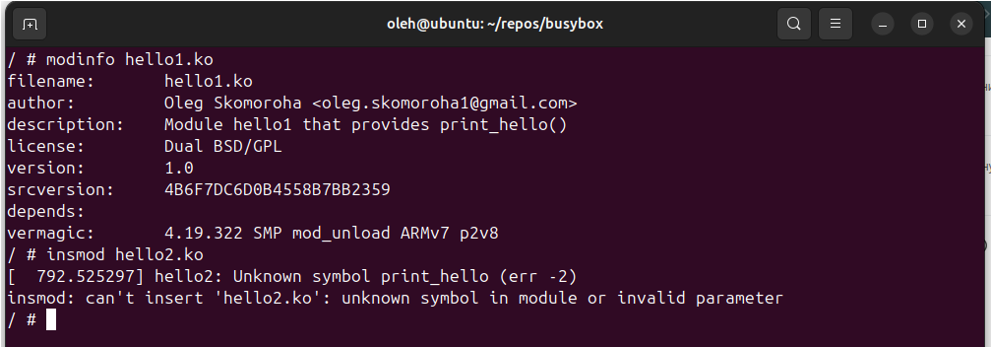 oleh@ubuntu: ~/repos/busybox
/ # modinfo hello1.ko
filename:       hello1.ko
author:         Oleg Skomoroha <oleg.skomoroha1@gmail.com>
description:    Module hello1 that provides print_hello()
license:        Dual BSD/GPL
version:        1.0
srcversion:     4B6F7DC6D0B4558B7BB2359
depends:
vermagic:       4.19.322 SMP mod_unload ARMv7 p2v8
/ # insmod hello2.ko
[  792.525297] hello2: Unknown symbol print_hello (err -2)
insmod: can't insert 'hello2.ko': unknown symbol in module or invalid parameter
/ #